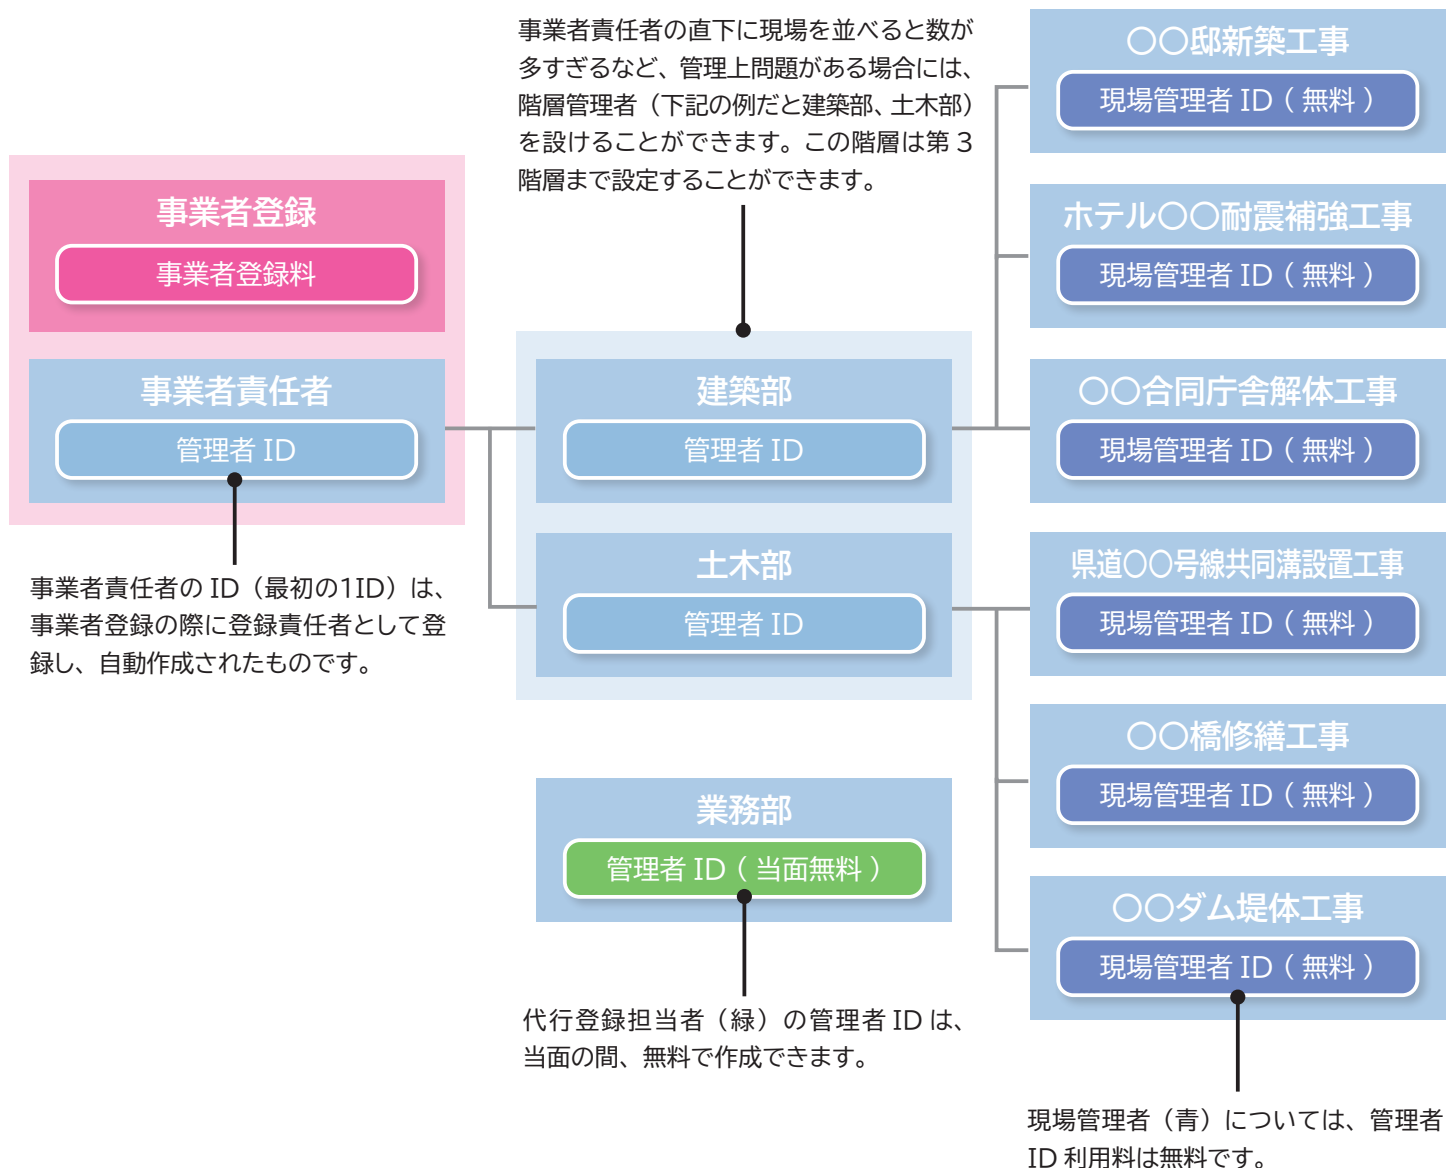 事業者登録
事業者登録料
事業者責任者
管理者 ID
事業者責任者の ID（最初の1ID）は、
事業者登録の際に登録責任者として登
録し、自動作成されたものです。
事業者責任者の直下に現場を並べると数が
多すぎるなど、管理上問題がある場合には、
階層管理者（下記の例だと建築部、土木部）
を設けることができます。この階層は第 3
階層まで設定することができます。
建築部
管理者 ID
土木部
管理者 ID
業務部
管理者 ID（ 当面無料 ）
代行登録担当者（緑）の管理者 ID は、
当面の間、無料で作成できます。
〇〇邸新築工事
現場管理者 ID（ 無料 ）
ホテル〇〇耐震補強工事
現場管理者 ID（ 無料 ）
〇〇合同庁舎解体工事
現場管理者 ID（ 無料 ）
県道〇〇号線共同溝設置工事
現場管理者 ID（ 無料 ）
〇〇橋修繕工事
現場管理者 ID（ 無料 ）
〇〇ダム堤体工事
現場管理者 ID（ 無料 ）
現場管理者（青）については、管理者
ID 利用料は無料です。